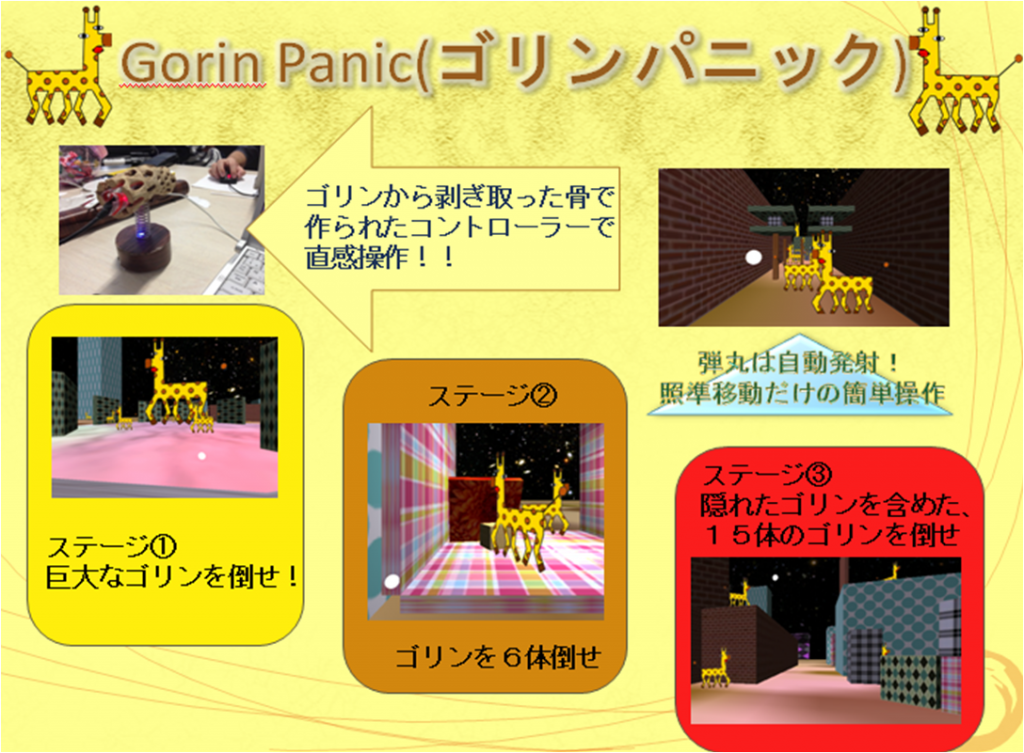 Gorin Panic(ゴリンパニック)
ゴリンから剥ぎ取った骨で
作られたコントローラーで
直感操作！！
弾丸は自動発射！
照準移動だけの簡単操作
ステージ①
巨大なゴリンを倒せ！
ステージ②
ゴリンを６体倒せ
ステージ③
隠れたゴリンを含めた、
１５体のゴリンを倒せ